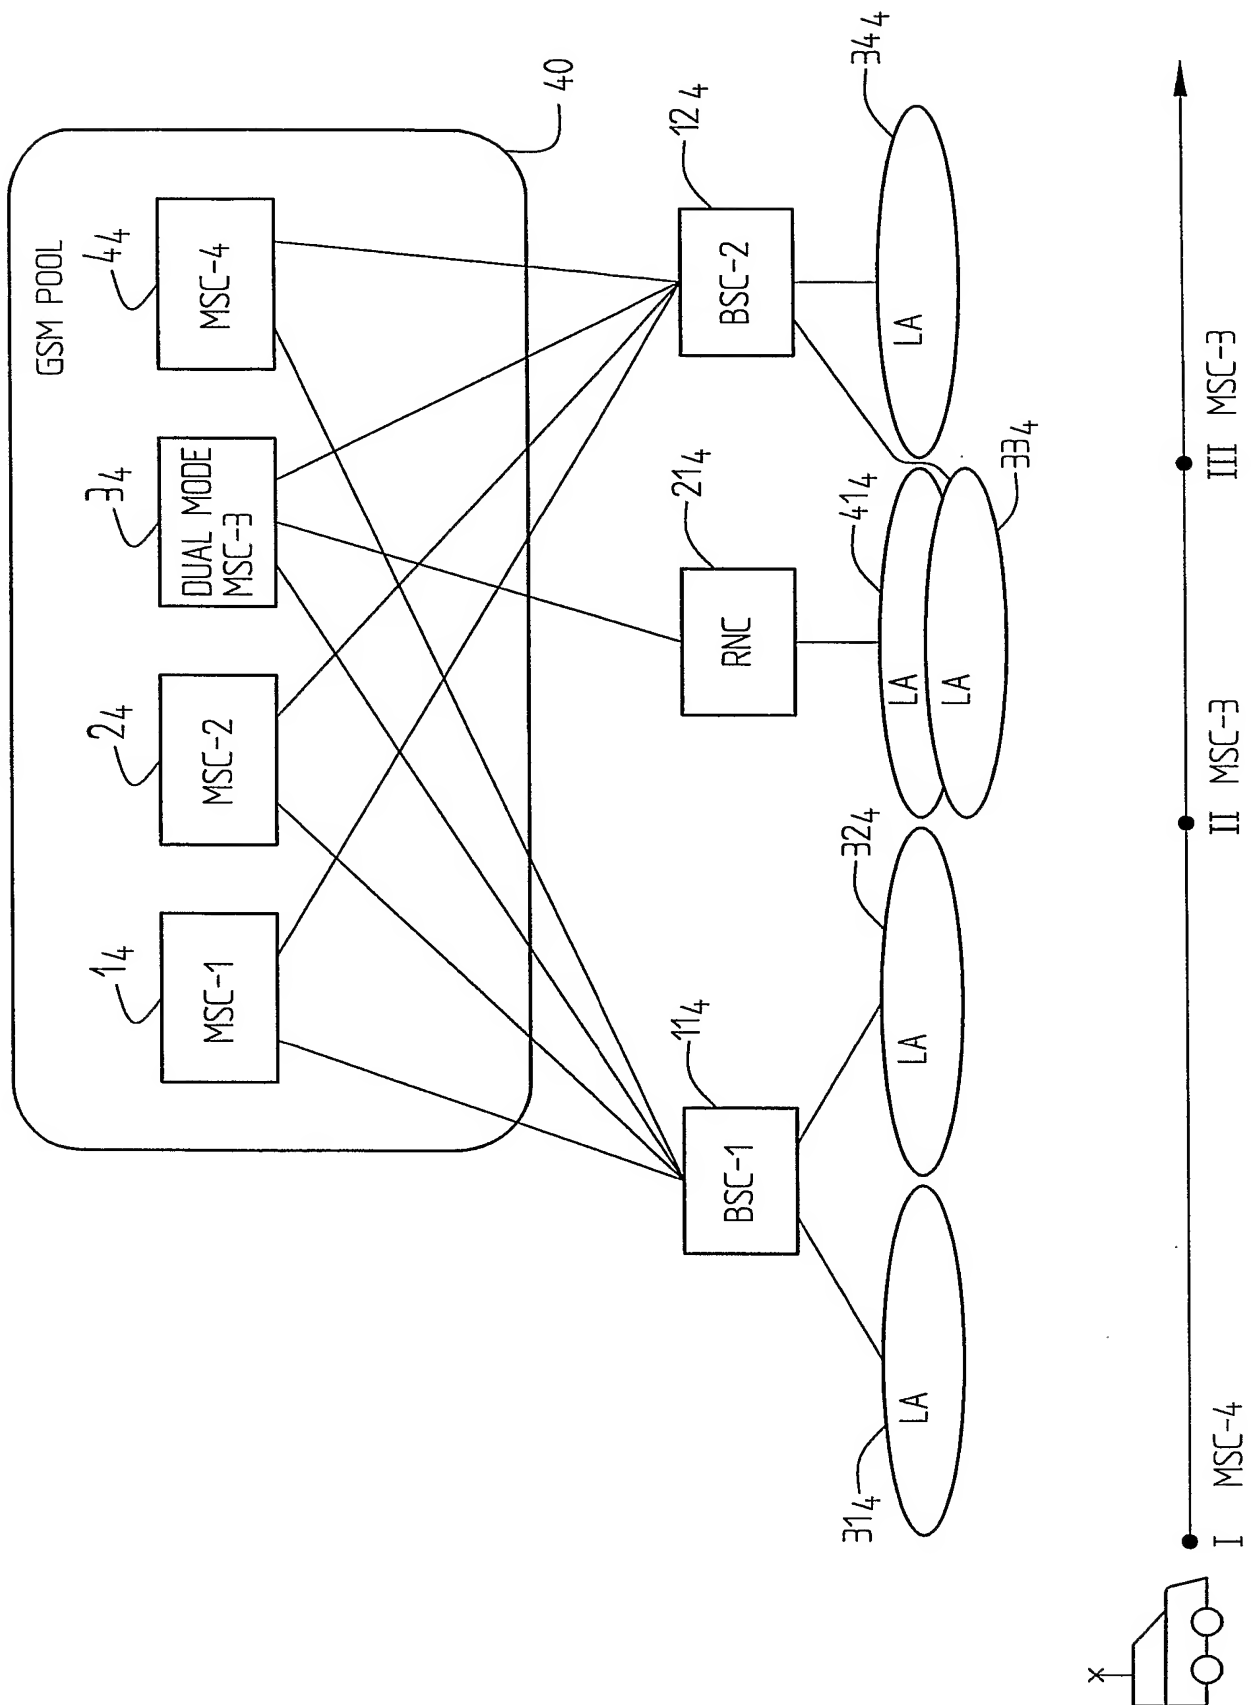 GSM POOL
40
1₄
MSC-1
2₄
MSC-2
3₄
DUAL MODE
MSC-3
4₄
MSC-4
11₄
BSC-1
21₄
RNC
12₄
BSC-2
31₄
LA
32₄
LA
41₄
LA
LA
33₄
34₄
LA
I MSC-4
II MSC-3
III MSC-3